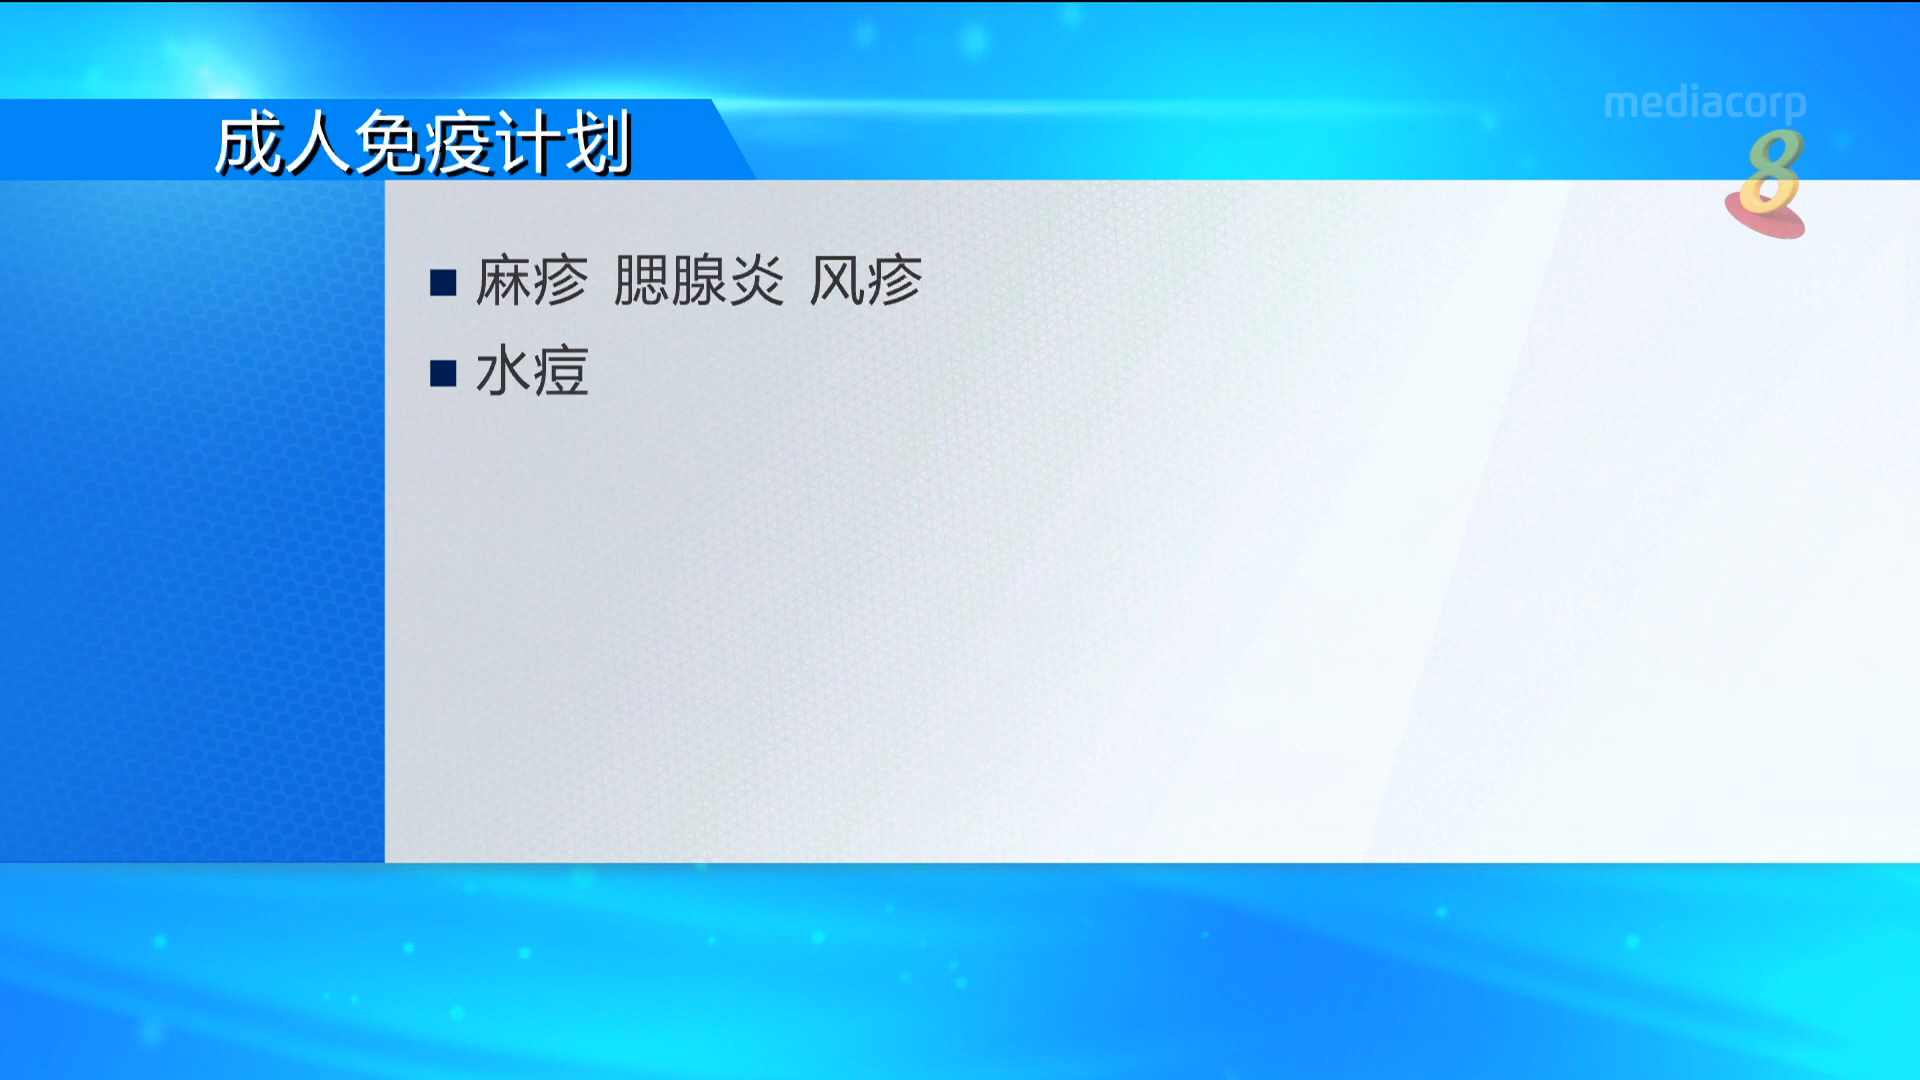 mediacorp
8
成人免疫计划
■ 麻疹 腮腺炎 风疹
■ 水痘